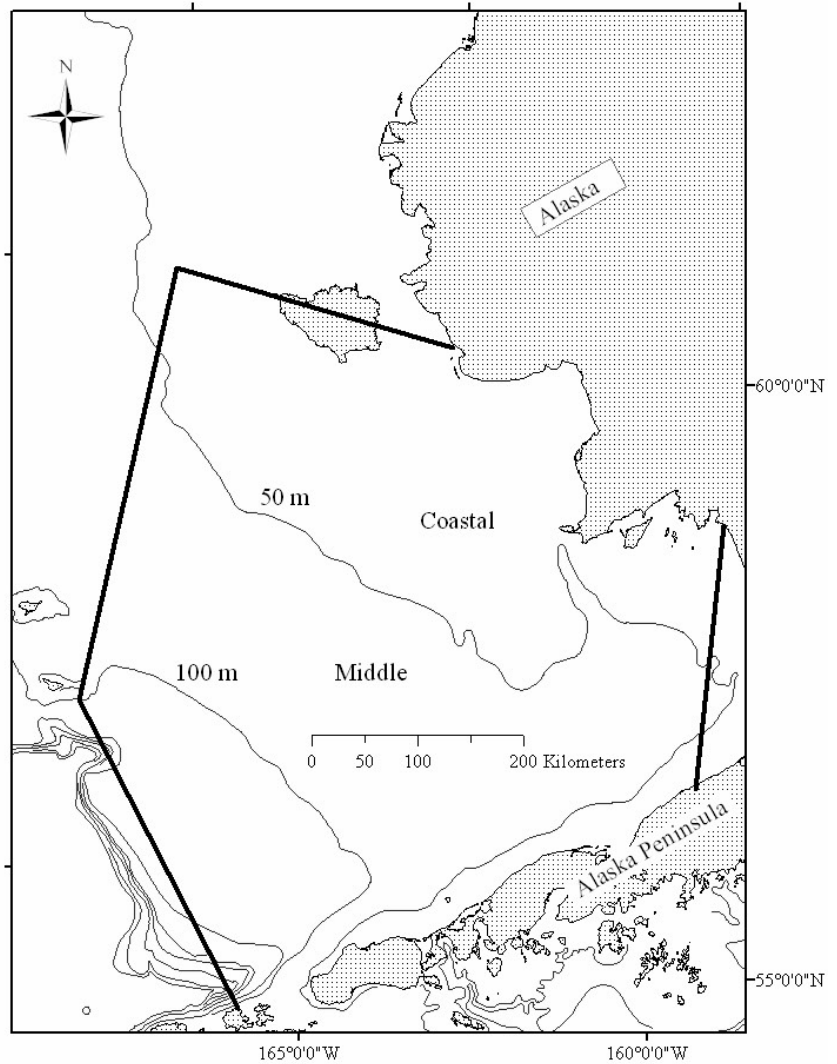 N
Alaska
60°0'0"N
50 m
Coastal
100 m
Middle
0 50 100 200 Kilometers
Alaska Peninsula
55°0'0"N
165°0'0"W 160°0'0"W